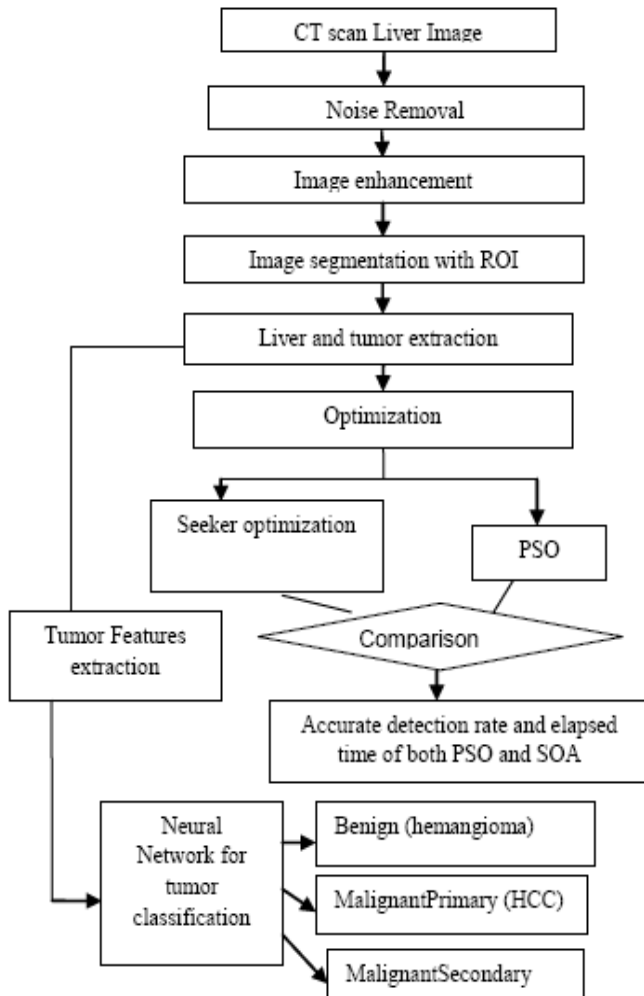 CT scan Liver Image
Noise Removal
Image enhancement
Image segmentation with ROI
Liver and tumor extraction
Optimization
Seeker optimization
PSO
Comparison
Tumor Features
extraction
Accurate detection rate and elapsed
time of both PSO and SOA
Neural
Network for
tumor
classification
Benign (hemangioma)
MalignantPrimary (HCC)
MalignantSecondary